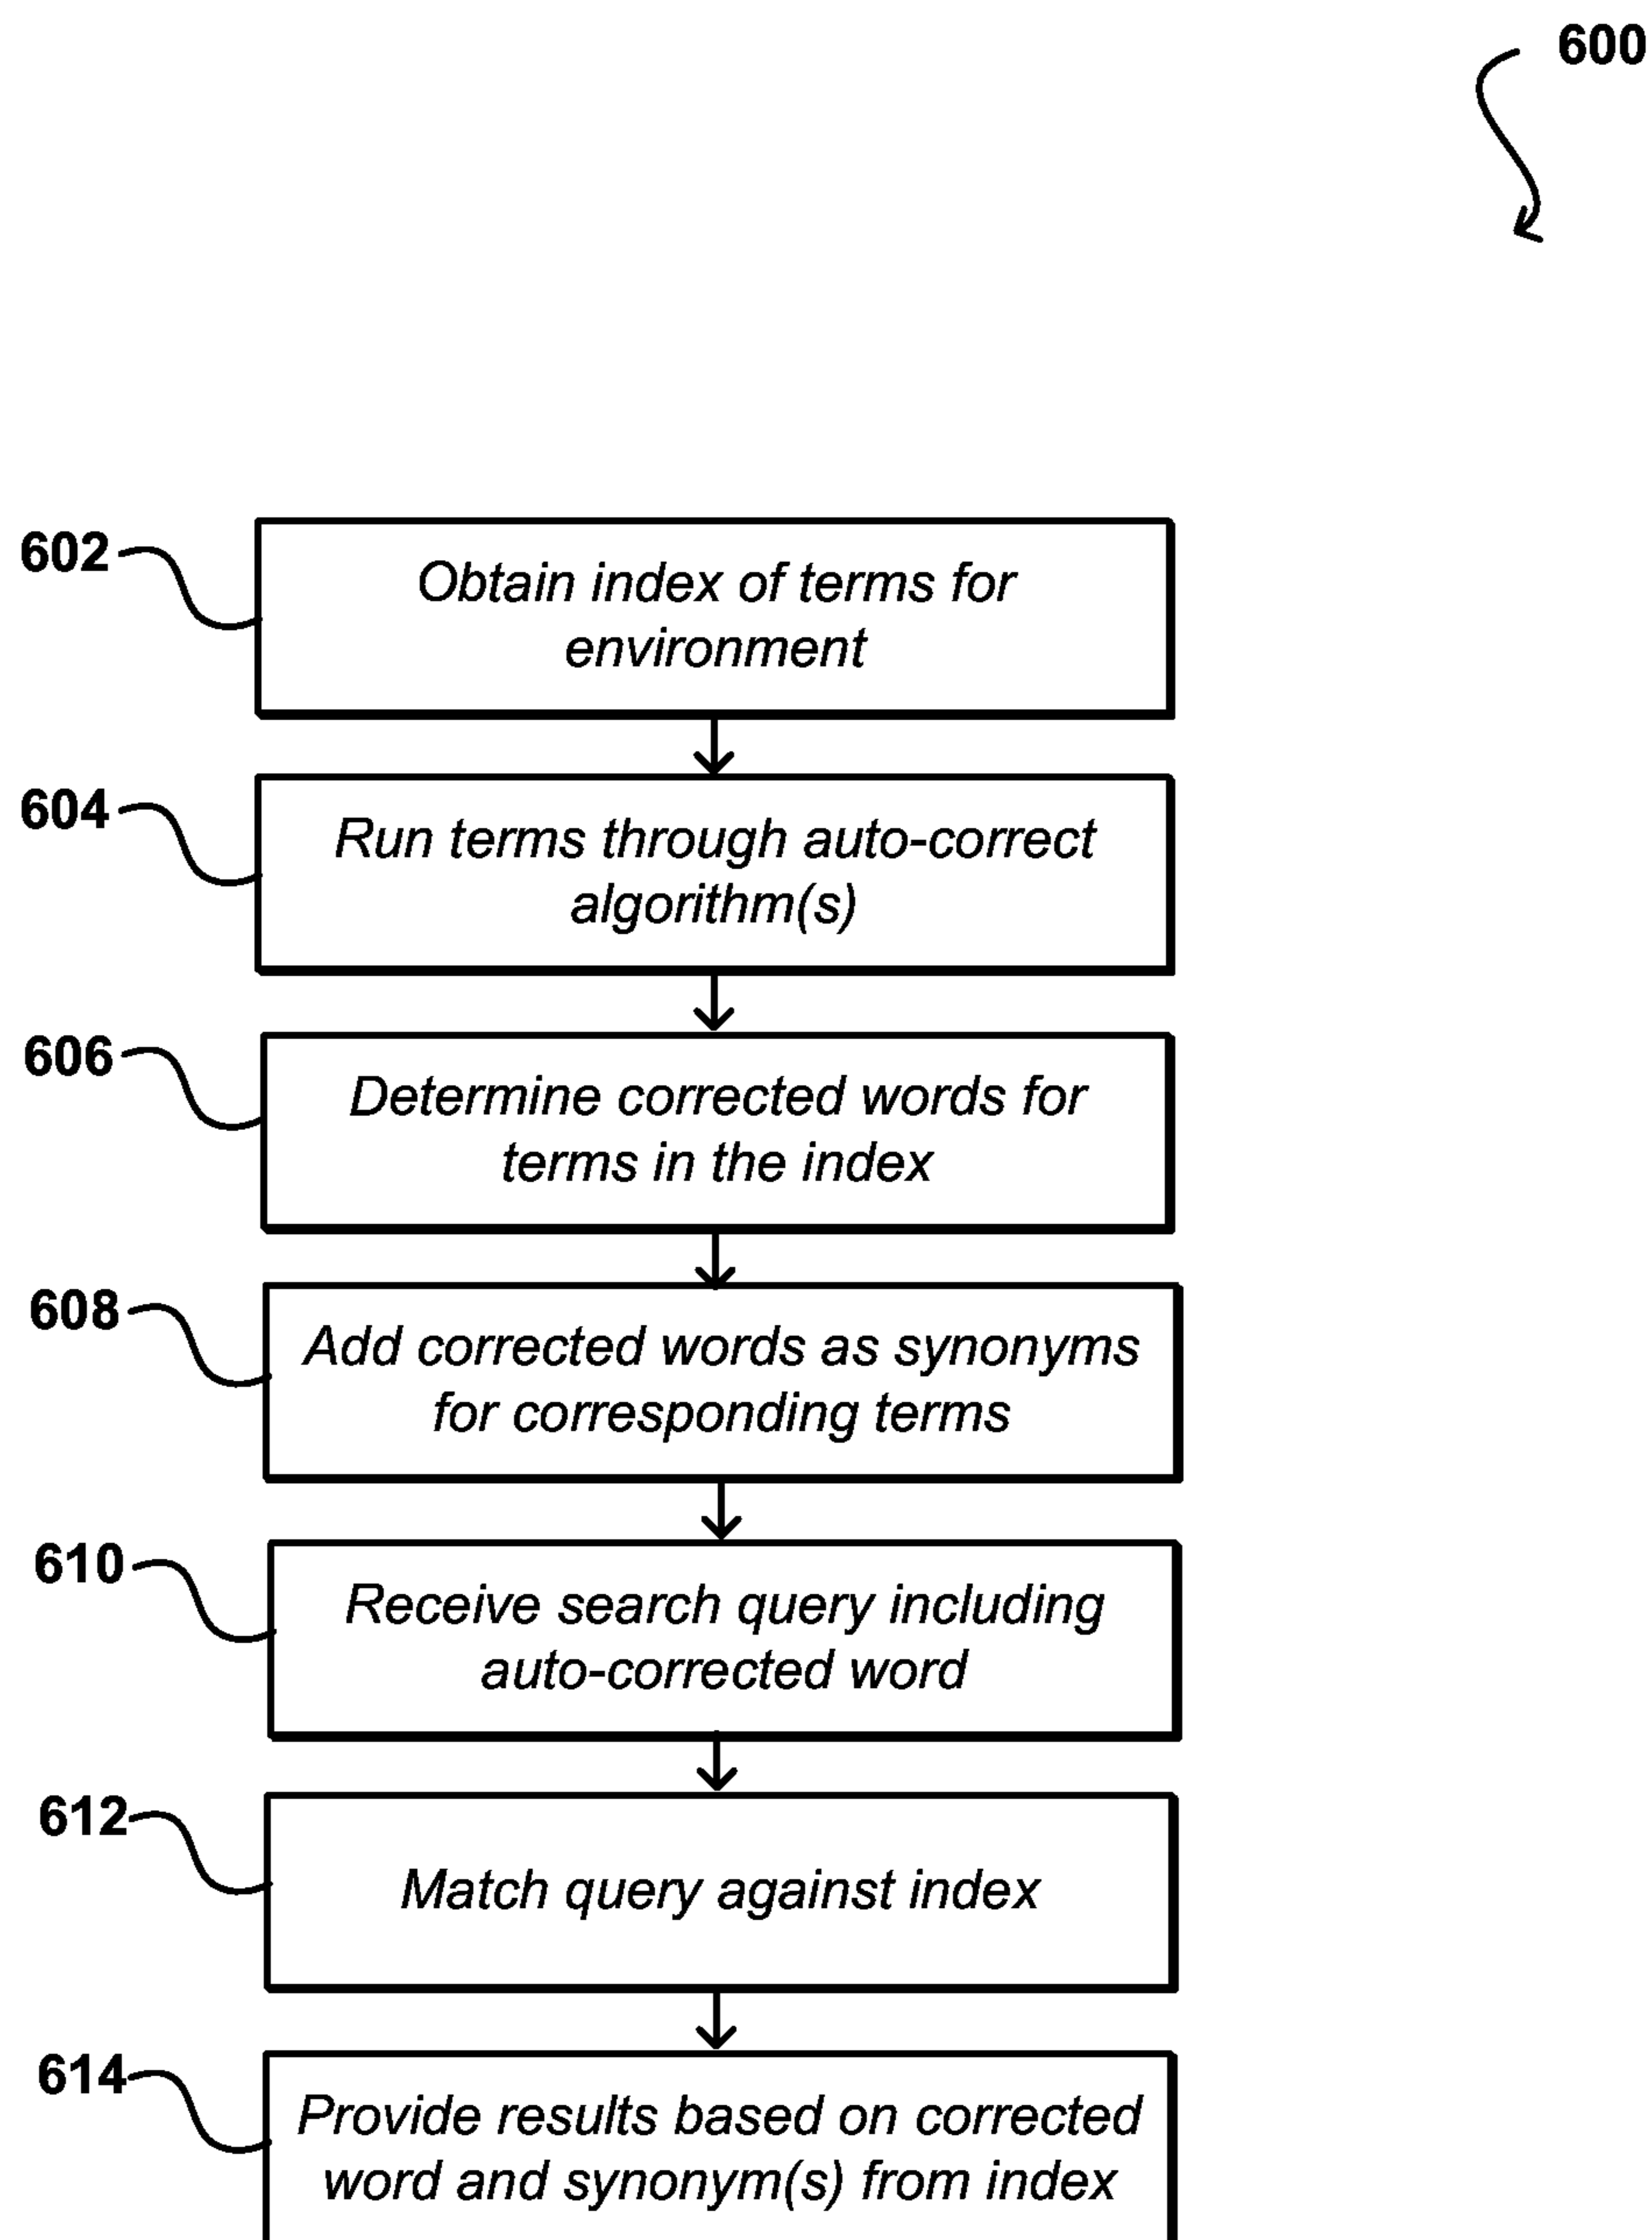 600
602
Obtain index of terms for
environment
604
Run terms through auto-correct
algorithm(s)
606
Determine corrected words for
terms in the index
608
Add corrected words as synonyms
for corresponding terms
610
Receive search query including
auto-corrected word
612
Match query against index
614
Provide results based on corrected
word and synonym(s) from index